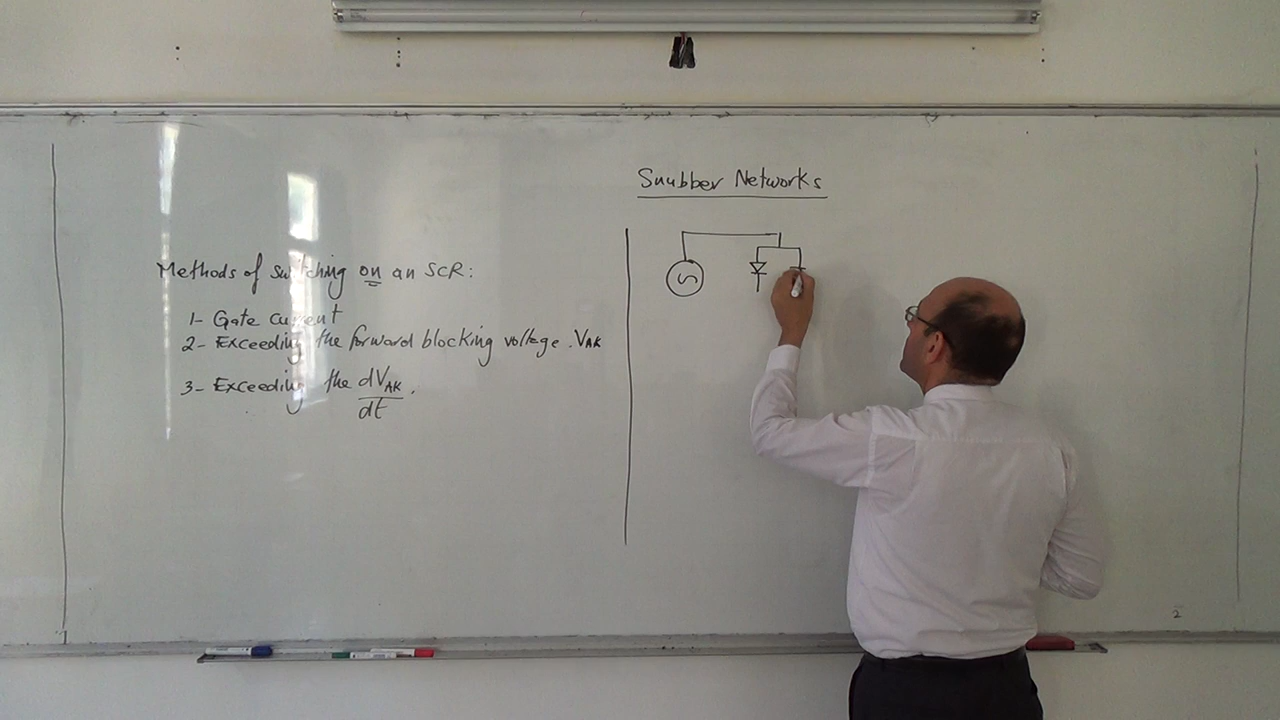 Snubber Networks
Methods of switching on an SCR:
1- Gate current
2- Exceeding the forward blocking voltage. VAK
3- Exceeding the dVAK/dt.
2